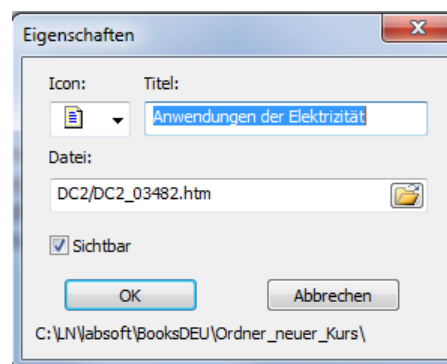 Eigenschaften
Icon: Titel:
Anwendungen der Elektrizität
Datei:
DC2/DC2_03482.htm
Sichtbar
OK Abbrechen
C:\LN\labsoft\BooksDEU\Ordner_neuer_Kurs\